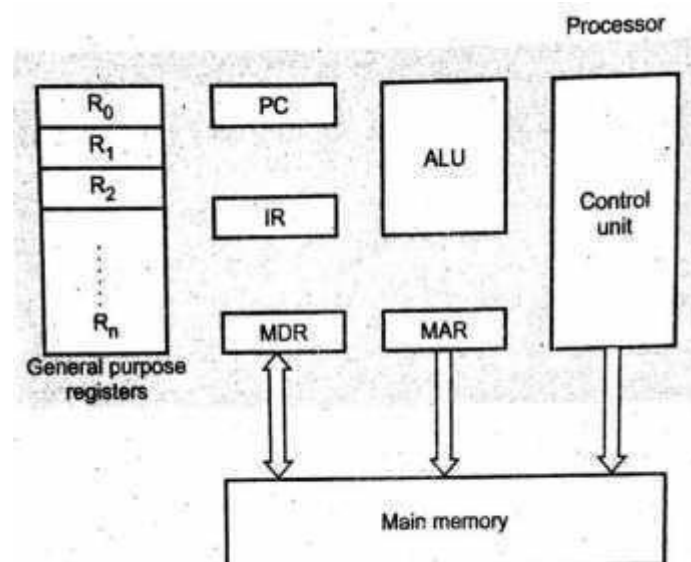 Processor
R0
R1
R2
Rn
General purpose
registers
PC
IR
MDR
ALU
MAR
Control
unit
Main memory